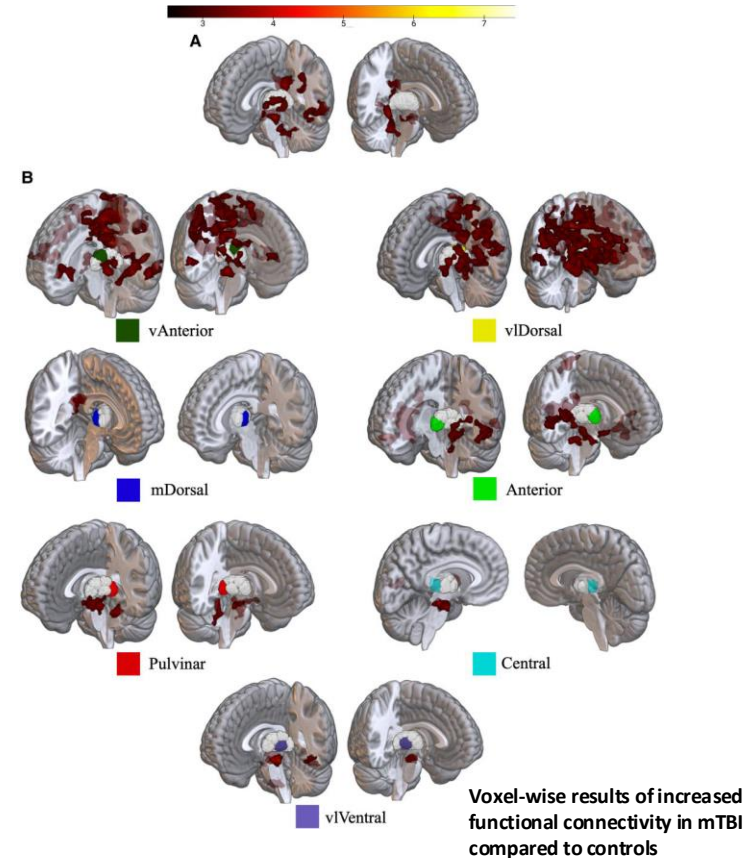 3 4 5 6 7
A
B
vAnterior
vlDorsal
mDorsal
Anterior
Pulvinar
Central
vlVentral
Voxel-wise results of increased
functional connectivity in mTBI
compared to controls